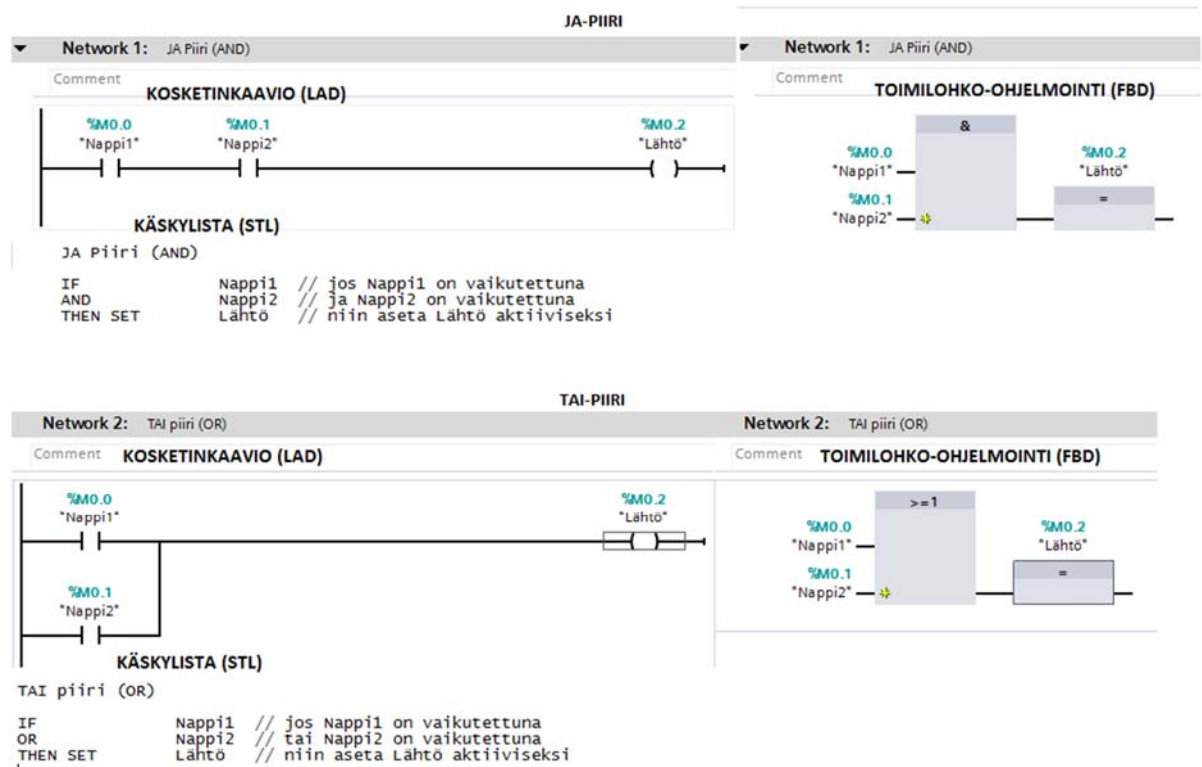 JA-PIIRI
Network 1: JA Piiri (AND)
Comment
KOSKETINKAAVIO (LAD)
%M0.0 %M0.1 %M0.2
"Nappi1" "Nappi2" "Lähtö"
KÄSKYLISTA (STL)
JA Piiri (AND)
IF Nappi1 // jos Nappi1 on vaikutettuna
AND Nappi2 // ja Nappi2 on vaikutettuna
THEN SET Lähtö // niin aseta Lähtö aktiiviseksi
Network 1: JA Piiri (AND)
Comment
TOIMILOHKO-OHJELMOINTI (FBD)
&
%M0.0 %M0.2
"Nappi1" "Lähtö"
%M0.1 =
"Nappi2"
TAI-PIIRI
Network 2: TAI piiri (OR)
Comment KOSKETINKAAVIO (LAD)
%M0.0 %M0.2
"Nappi1" "Lähtö"
%M0.1
"Nappi2"
KÄSKYLISTA (STL)
TAI piiri (OR)
IF Nappi1 // jos Nappi1 on vaikutettuna
OR Nappi2 // tai Nappi2 on vaikutettuna
THEN SET Lähtö // niin aseta Lähtö aktiiviseksi
Network 2: TAI piiri (OR)
Comment TOIMILOHKO-OHJELMOINTI (FBD)
>=1
%M0.0 %M0.2
"Nappi1" "Lähtö"
%M0.1 =
"Nappi2"